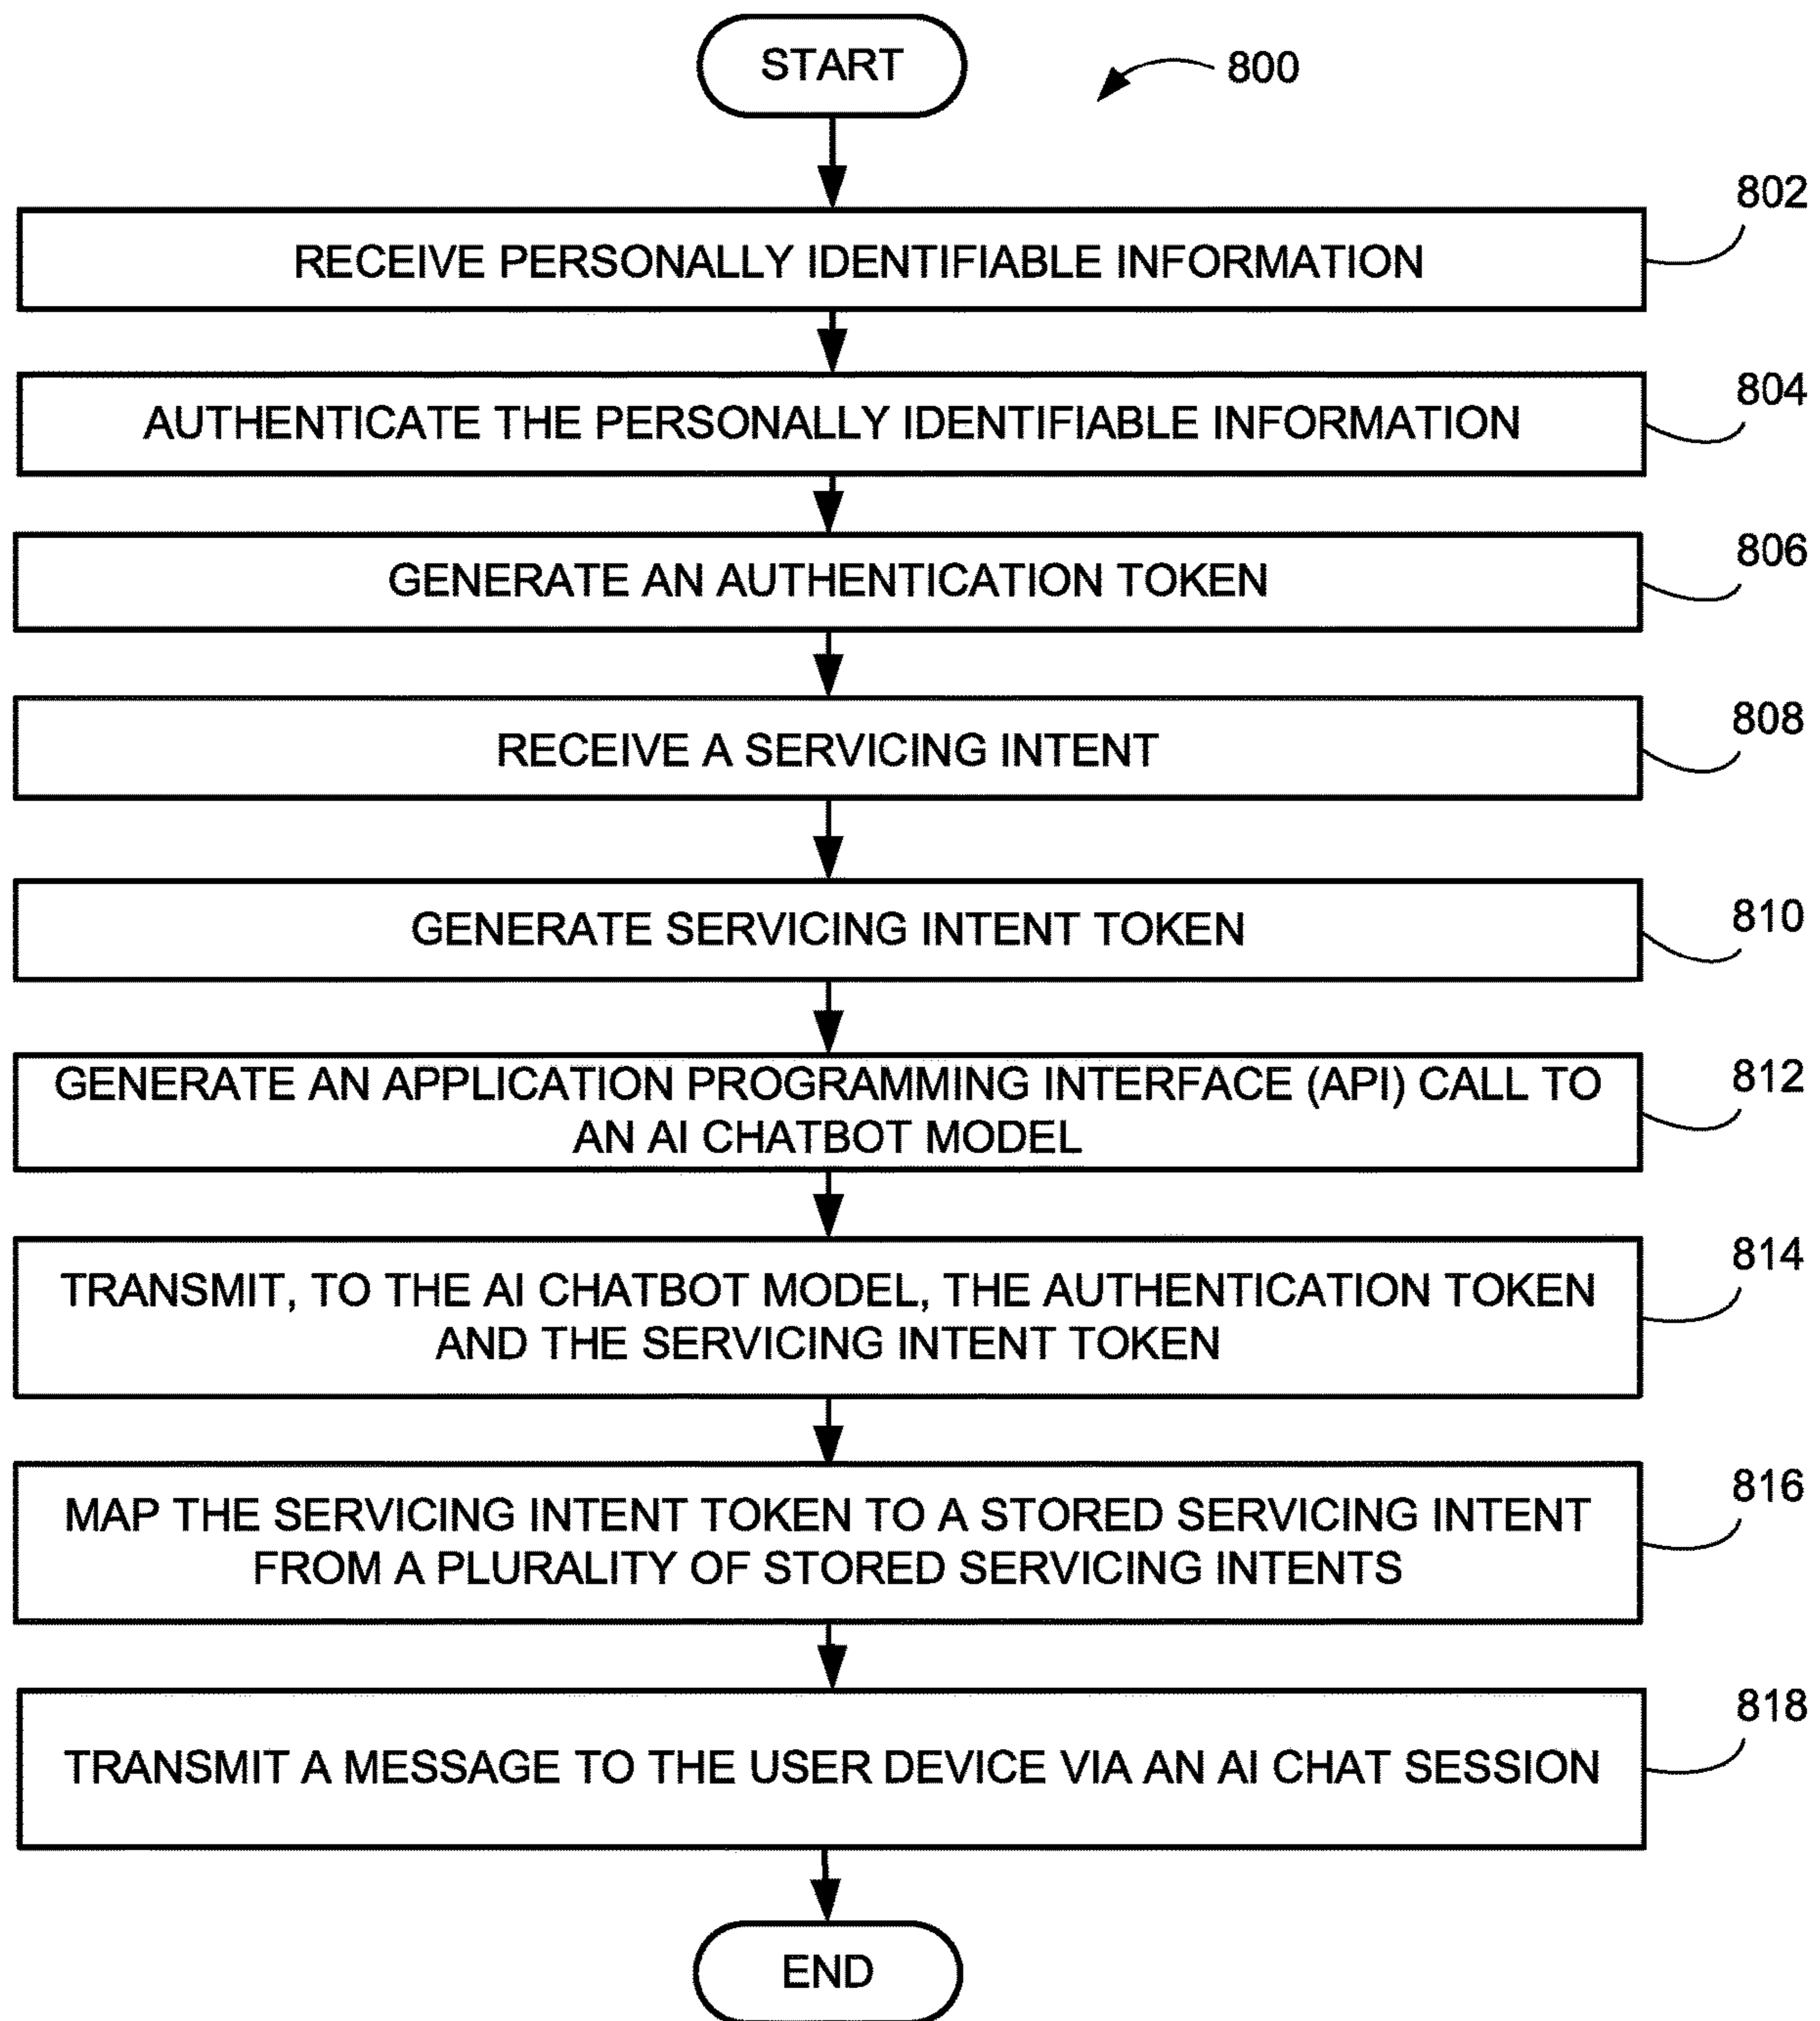 START
800
802
RECEIVE PERSONALLY IDENTIFIABLE INFORMATION
804
AUTHENTICATE THE PERSONALLY IDENTIFIABLE INFORMATION
806
GENERATE AN AUTHENTICATION TOKEN
808
RECEIVE A SERVICING INTENT
810
GENERATE SERVICING INTENT TOKEN
812
GENERATE AN APPLICATION PROGRAMMING INTERFACE (API) CALL TO
AN AI CHATBOT MODEL
814
TRANSMIT, TO THE AI CHATBOT MODEL, THE AUTHENTICATION TOKEN
AND THE SERVICING INTENT TOKEN
816
MAP THE SERVICING INTENT TOKEN TO A STORED SERVICING INTENT
FROM A PLURALITY OF STORED SERVICING INTENTS
818
TRANSMIT A MESSAGE TO THE USER DEVICE VIA AN AI CHAT SESSION
END